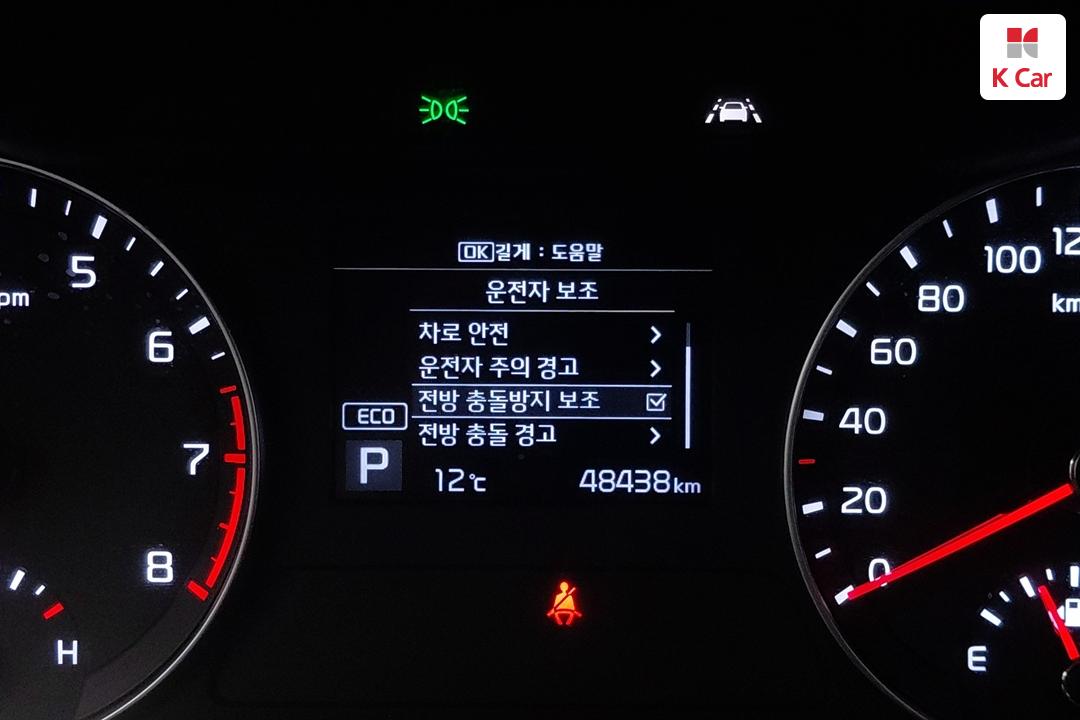 K Car
OK길게 : 도움말
운전자 보조
차로 안전
운전자 주의 경고
전방 충돌방지 보조
전방 충돌 경고
ECO
P
12℃
48438km
5
6
7
8
H
100
80
60
40
20
0
E